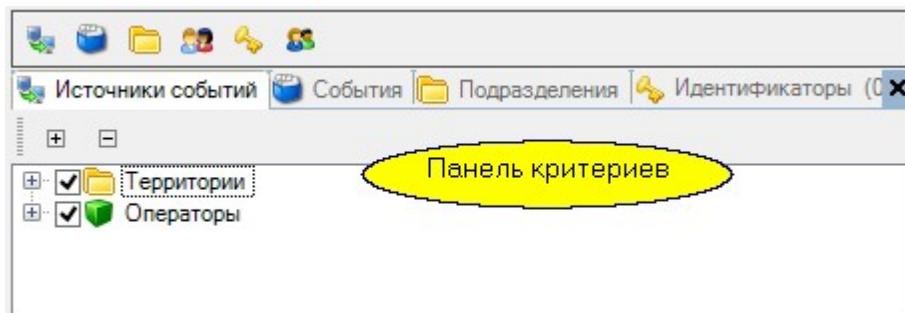 Источники событий События Подразделения Идентификаторы (0
Панель критериев
Территории
Операторы